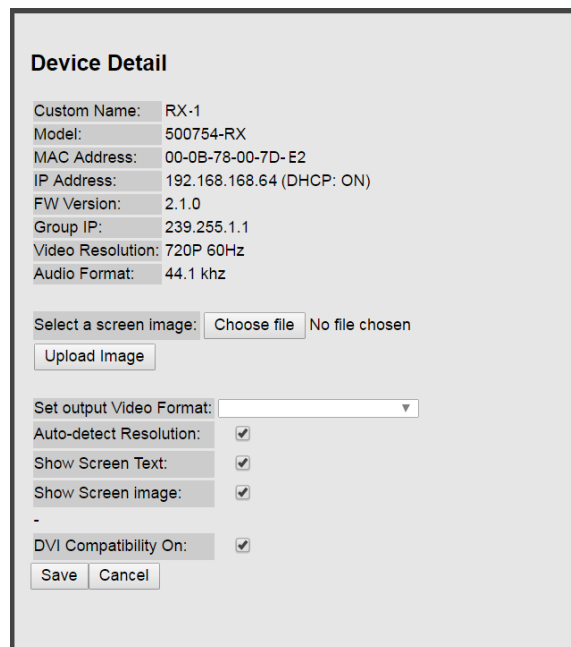 Device Detail
Custom Name: RX-1
Model: 500754-RX
MAC Address: 00-0B-78-00-7D-E2
IP Address: 192.168.168.64 (DHCP: ON)
FW Version: 2.1.0
Group IP: 239.255.1.1
Video Resolution: 720P 60Hz
Audio Format: 44.1 khz
Select a screen image: Choose file No file chosen
Upload Image
Set output Video Format:
Auto-detect Resolution:
Show Screen Text:
Show Screen image:
-
DVI Compatibility On:
Save Cancel